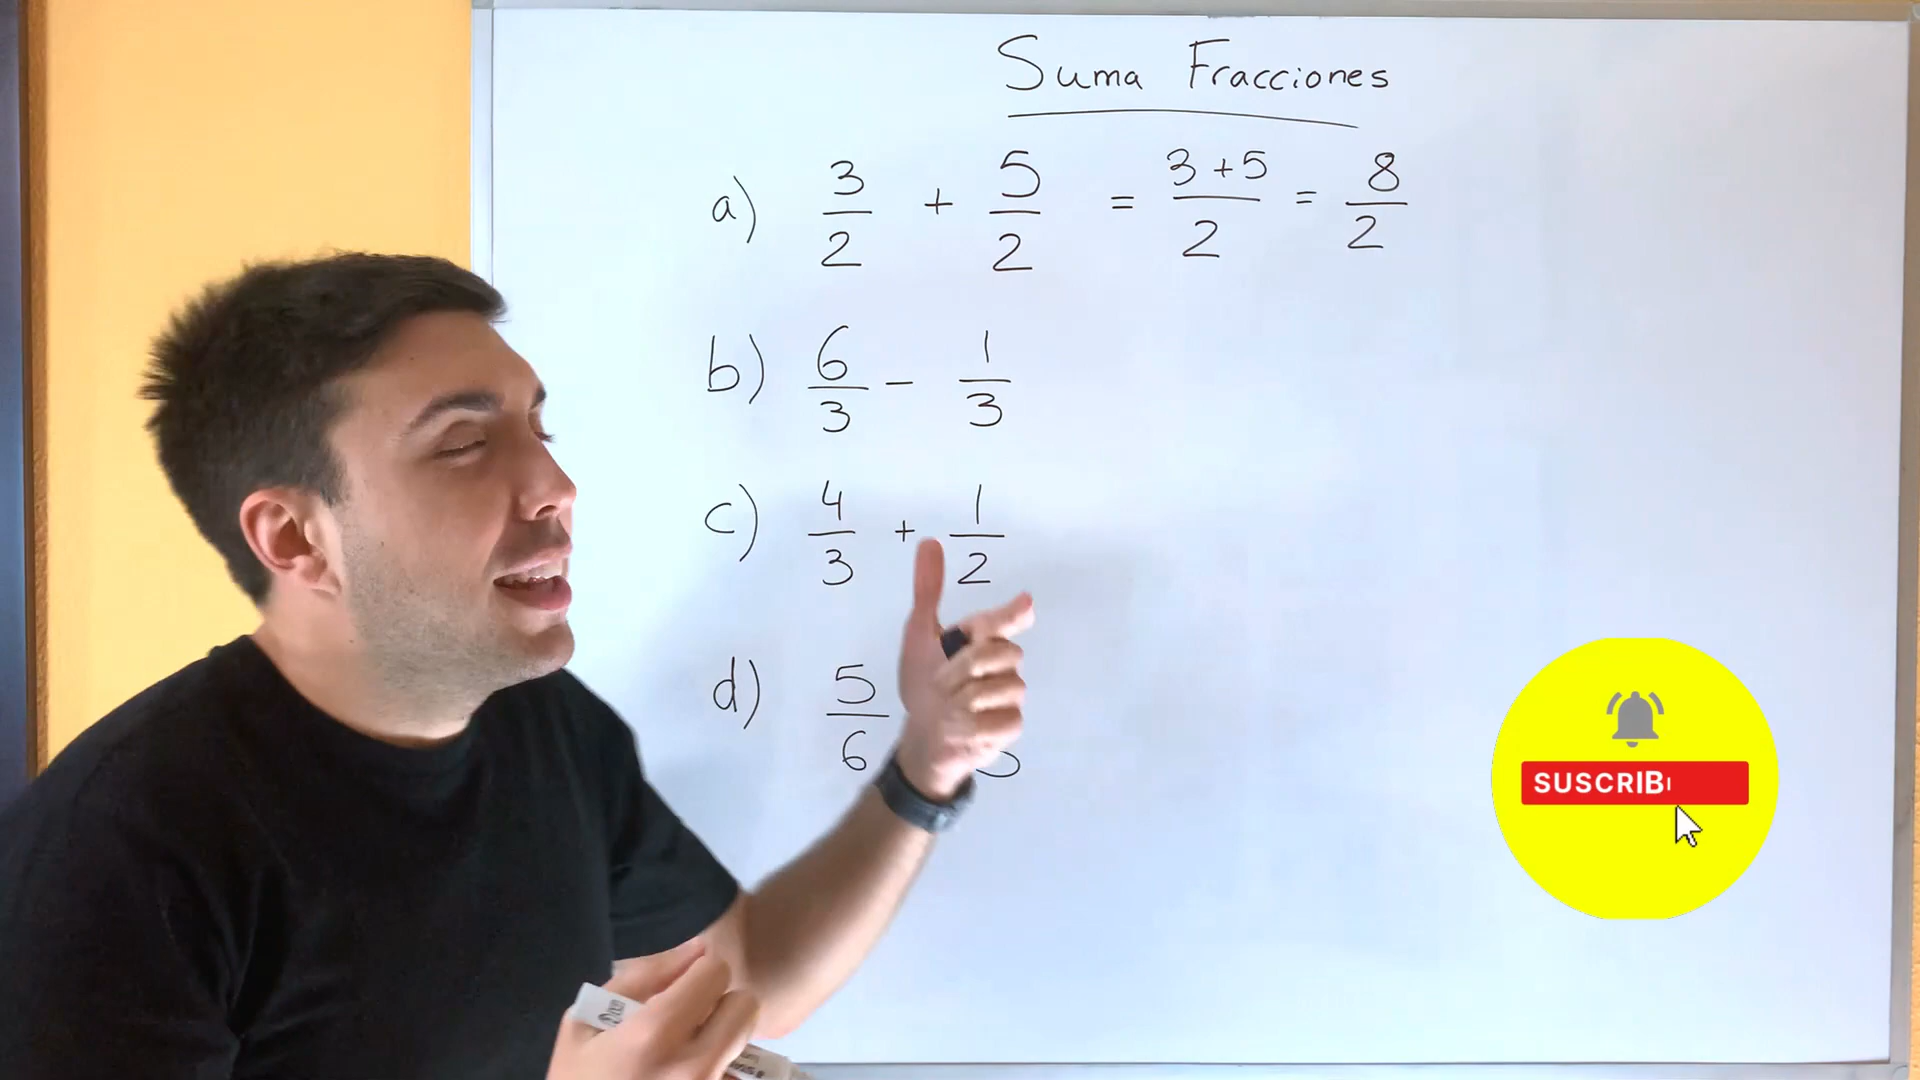 Suma Fracciones
a) 3/2 + 5/2 = 3+5/2 = 8/2
b) 6/3 - 1/3
c) 4/3 + 1/2
d) 5/6
SUSCRIB